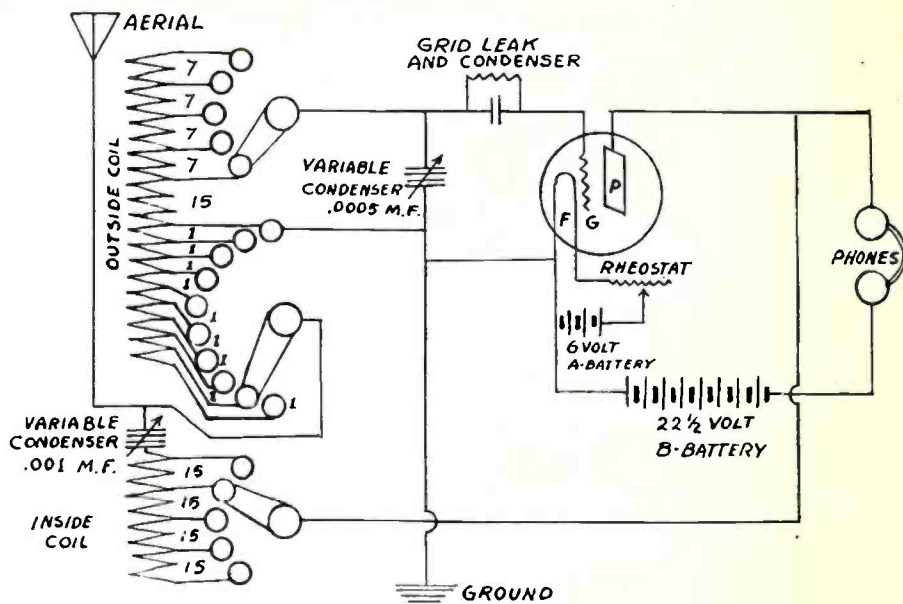 AERIAL
GRID LEAK
AND CONDENSER
7
7
7
7
15
OUTSIDE COIL
1
1
1
1
1
1
1
1
VARIABLE
CONDENSER
.0005 M.F.
P
F
G
RHEOSTAT
PHONES
6 VOLT
A-BATTERY
22 1/2 VOLT
B-BATTERY
VARIABLE
CONDENSER
.001 M.F.
15
15
15
15
INSIDE
COIL
GROUND